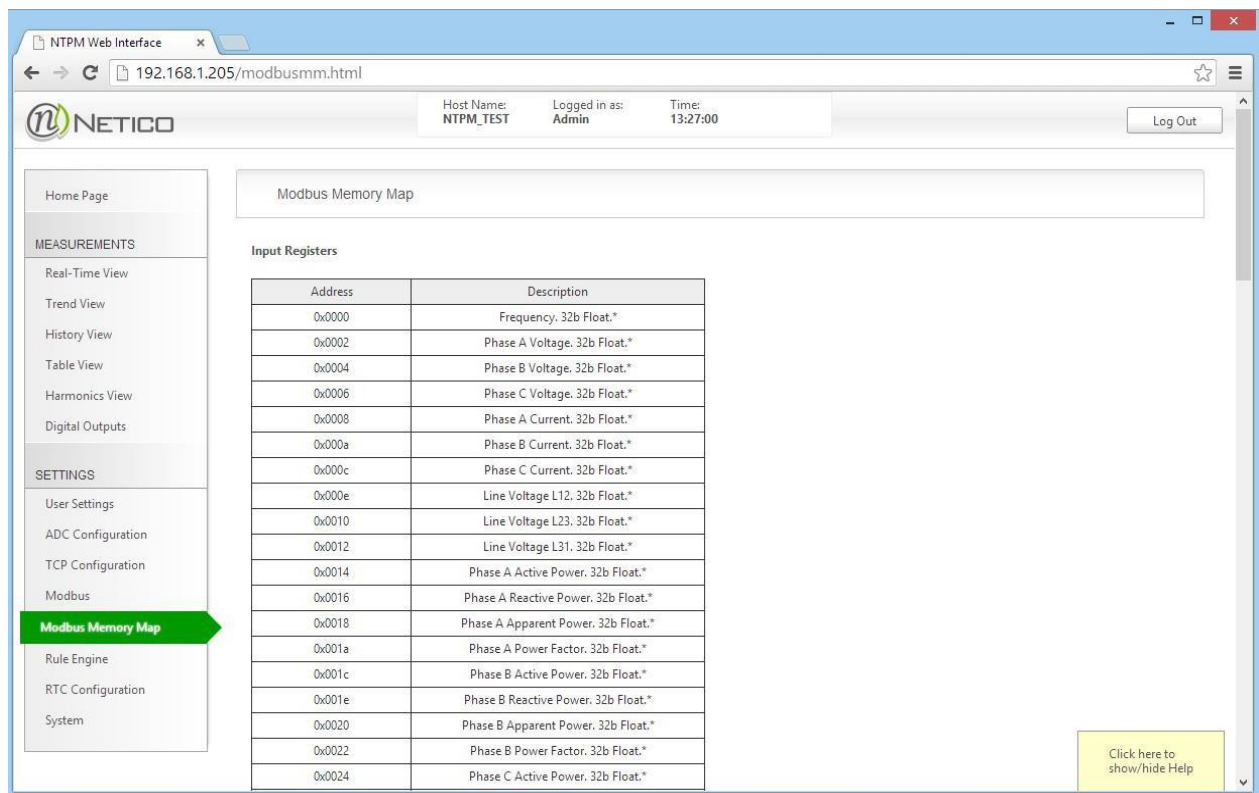 NTPM Web Interface
192.168.1.205/modbusmm.html
NETICO
Host Name: Logged in as: Time:
NTPM_TEST Admin 13:27:00
Log Out
Home Page
MEASUREMENTS
Real-Time View
Trend View
History View
Table View
Harmonics View
Digital Outputs
SETTINGS
User Settings
ADC Configuration
TCP Configuration
Modbus
Modbus Memory Map
Rule Engine
RTC Configuration
System
Modbus Memory Map
Input Registers
Address Description
0x0000 Frequency. 32b Float.*
0x0002 Phase A Voltage. 32b Float.*
0x0004 Phase B Voltage. 32b Float.*
0x0006 Phase C Voltage. 32b Float.*
0x0008 Phase A Current. 32b Float.*
0x000a Phase B Current. 32b Float.*
0x000c Phase C Current. 32b Float.*
0x000e Line Voltage L12. 32b Float.*
0x0010 Line Voltage L23. 32b Float.*
0x0012 Line Voltage L31. 32b Float.*
0x0014 Phase A Active Power. 32b Float.*
0x0016 Phase A Reactive Power. 32b Float.*
0x0018 Phase A Apparent Power. 32b Float.*
0x001a Phase A Power Factor. 32b Float.*
0x001c Phase B Active Power. 32b Float.*
0x001e Phase B Reactive Power. 32b Float.*
0x0020 Phase B Apparent Power. 32b Float.*
0x0022 Phase B Power Factor. 32b Float.*
0x0024 Phase C Active Power. 32b Float.*
Click here to
show/hide Help